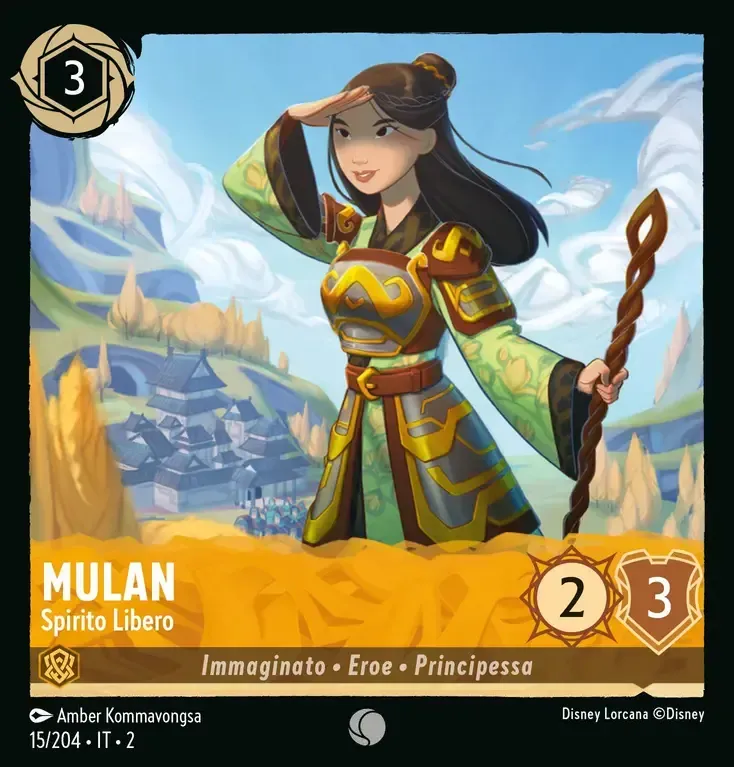 3
MULAN
Spirito Libero
2
3
Immaginato • Eroe • Principessa
Amber Kommavongsa
Disney Lorcana ©Disney
15/204 • IT • 2